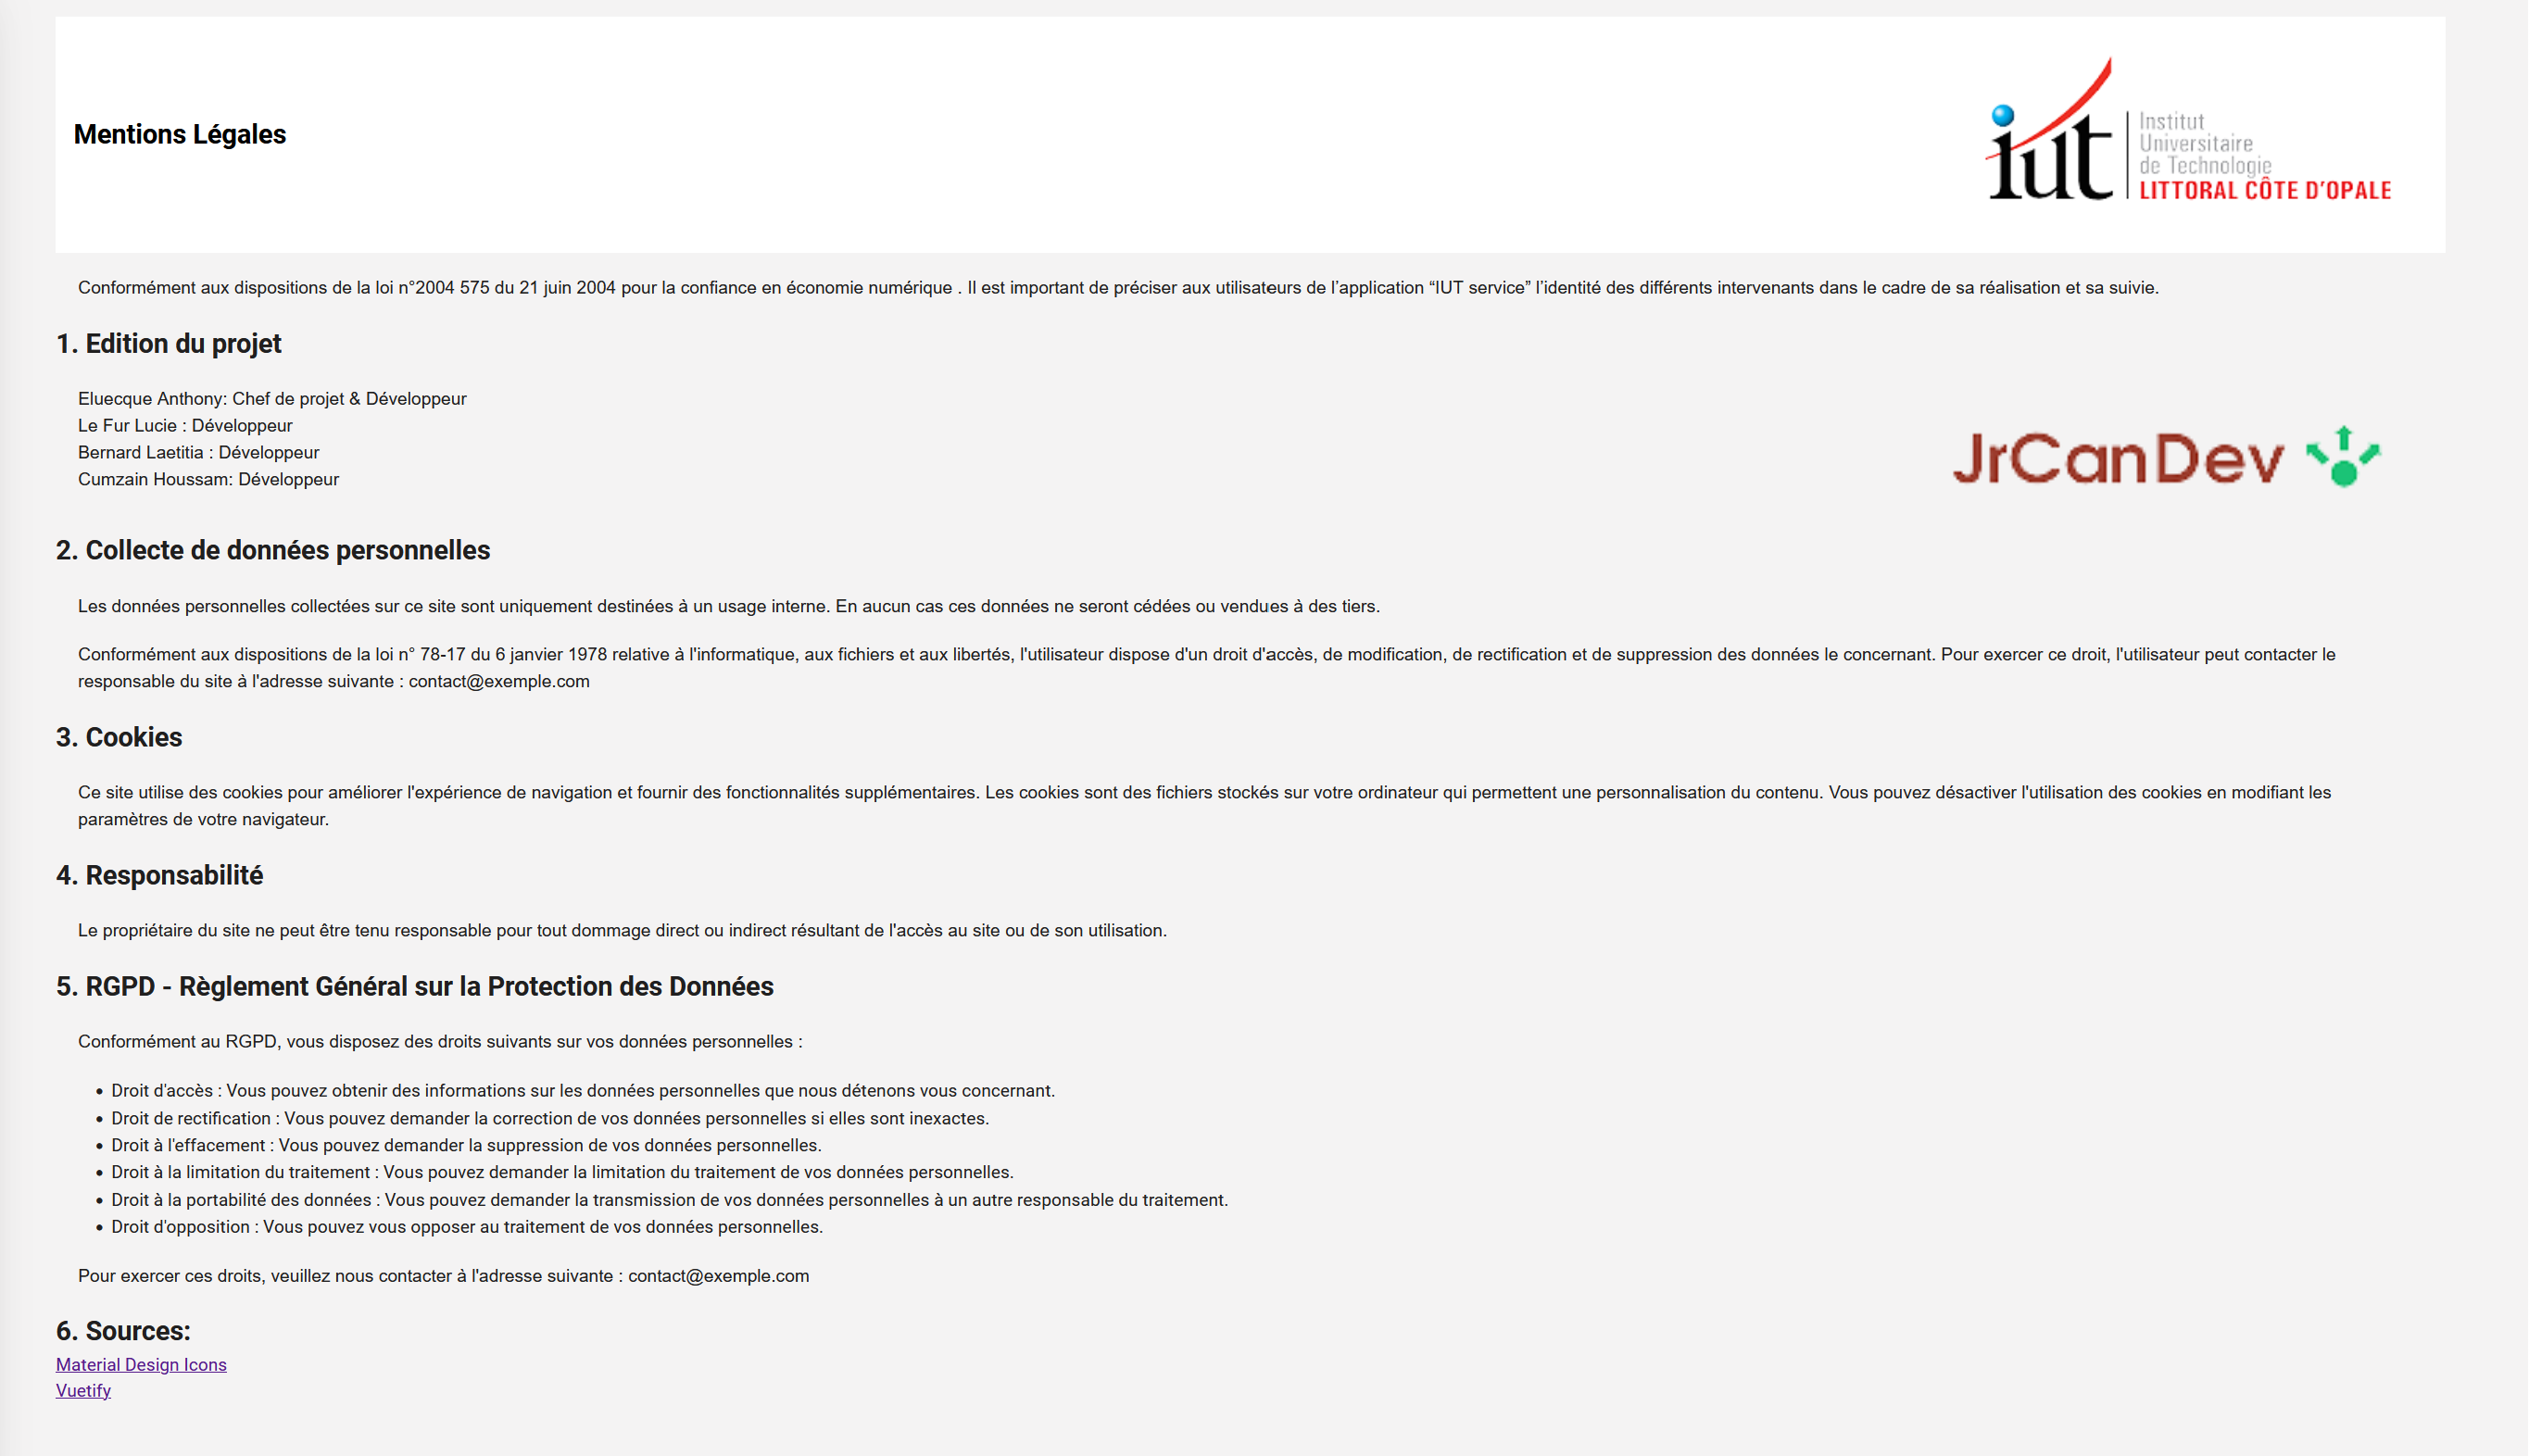 Mentions Légales
iut
Institut
Universitaire
de Technologie
LITTORAL CÔTE D'OPALE
Conformément aux dispositions de la loi n°2004 575 du 21 juin 2004 pour la confiance en économie numérique . Il est important de préciser aux utilisateurs de l’application “IUT service” l’identité des différents intervenants dans le cadre de sa réalisation et sa suivie.
1. Edition du projet
Eluecque Anthony: Chef de projet & Développeur
Le Fur Lucie : Développeur
Bernard Laetitia : Développeur
Cumzain Houssam: Développeur
JrCanDev
2. Collecte de données personnelles
Les données personnelles collectées sur ce site sont uniquement destinées à un usage interne. En aucun cas ces données ne seront cédées ou vendues à des tiers.
Conformément aux dispositions de la loi n° 78-17 du 6 janvier 1978 relative à l'informatique, aux fichiers et aux libertés, l'utilisateur dispose d'un droit d'accès, de modification, de rectification et de suppression des données le concernant. Pour exercer ce droit, l'utilisateur peut contacter le
responsable du site à l'adresse suivante : contact@exemple.com
3. Cookies
Ce site utilise des cookies pour améliorer l'expérience de navigation et fournir des fonctionnalités supplémentaires. Les cookies sont des fichiers stockés sur votre ordinateur qui permettent une personnalisation du contenu. Vous pouvez désactiver l'utilisation des cookies en modifiant les
paramètres de votre navigateur.
4. Responsabilité
Le propriétaire du site ne peut être tenu responsable pour tout dommage direct ou indirect résultant de l'accès au site ou de son utilisation.
5. RGPD - Règlement Général sur la Protection des Données
Conformément au RGPD, vous disposez des droits suivants sur vos données personnelles :
• Droit d'accès : Vous pouvez obtenir des informations sur les données personnelles que nous détenons vous concernant.
• Droit de rectification : Vous pouvez demander la correction de vos données personnelles si elles sont inexactes.
• Droit à l'effacement : Vous pouvez demander la suppression de vos données personnelles.
• Droit à la limitation du traitement : Vous pouvez demander la limitation du traitement de vos données personnelles.
• Droit à la portabilité des données : Vous pouvez demander la transmission de vos données personnelles à un autre responsable du traitement.
• Droit d'opposition : Vous pouvez vous opposer au traitement de vos données personnelles.
Pour exercer ces droits, veuillez nous contacter à l'adresse suivante : contact@exemple.com
6. Sources:
Material Design Icons
Vuetify